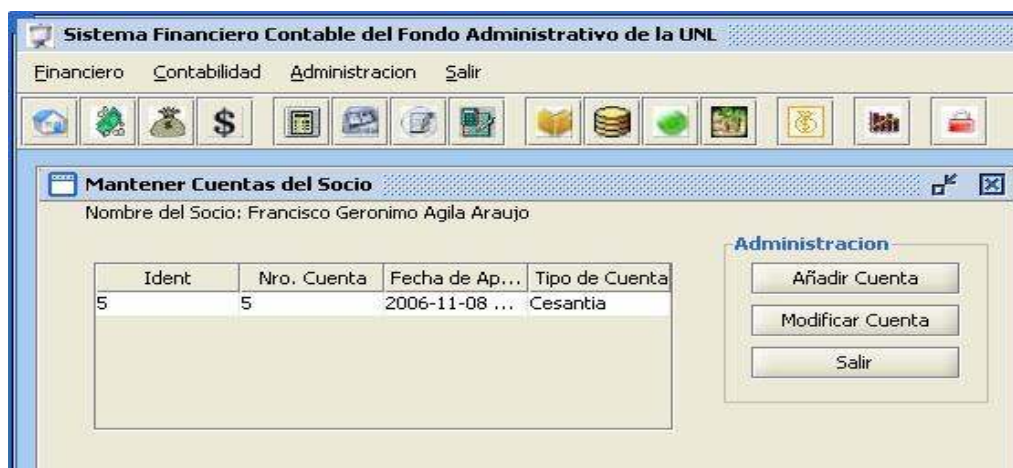 Sistema Financiero Contable del Fondo Administrativo de la UNL
Financiero Contabilidad Administracion Salir
$
Mantener Cuentas del Socio
Nombre del Socio: Francisco Geronimo Agila Araujo
Administracion
Ident Nro. Cuenta Fecha de Ap... Tipo de Cuenta
5 5 2006-11-08 ... Cesantia
Añadir Cuenta
Modificar Cuenta
Salir